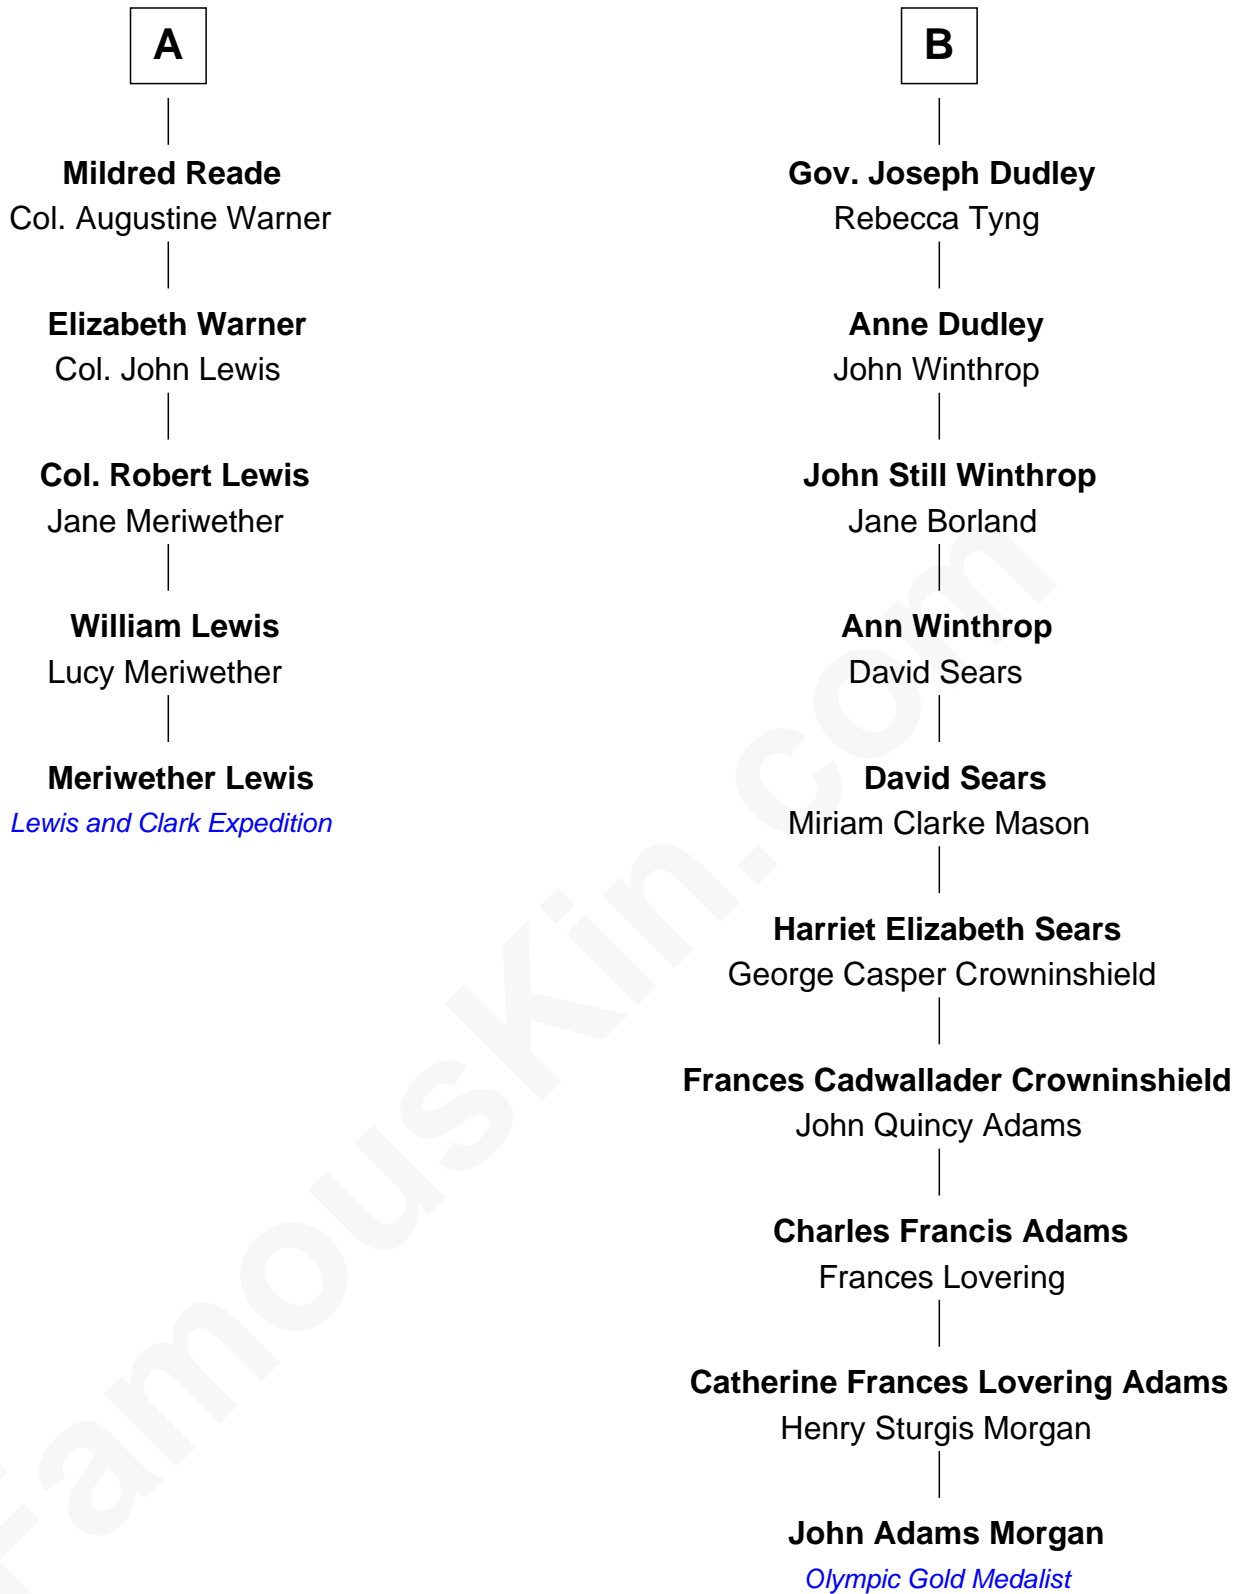 A
Mildred Reade
Col. Augustine Warner
Elizabeth Warner
Col. John Lewis
Col. Robert Lewis
Jane Meriwether
William Lewis
Lucy Meriwether
Meriwether Lewis
Lewis and Clark Expedition
B
Gov. Joseph Dudley
Rebecca Tyng
Anne Dudley
John Winthrop
John Still Winthrop
Jane Borland
Ann Winthrop
David Sears
David Sears
Miriam Clarke Mason
Harriet Elizabeth Sears
George Casper Crowninshield
Frances Cadwallader Crowninshield
John Quincy Adams
Charles Francis Adams
Frances Lovering
Catherine Frances Lovering Adams
Henry Sturgis Morgan
John Adams Morgan
Olympic Gold Medalist
FamousKin.com